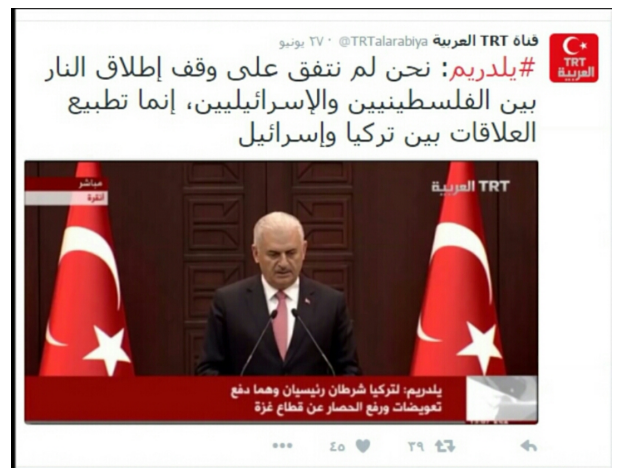 قناة TRT العربية @TRTalarabiya · ٢٧ يونيو
TRT
العربية
#يلدريم: نحن لم نتفق على وقف إطلاق النار
بين الفلسطينيين والإسرائيليين، إنما تطبيع
العلاقات بين تركيا وإسرائيل
TRT العربية
مباشر
أنقرة
يلدريم: لتركيا شرطان رئيسيان وهما دفع
تعويضات ورفع الحصار عن قطاع غزة
٣٩ ٤٥